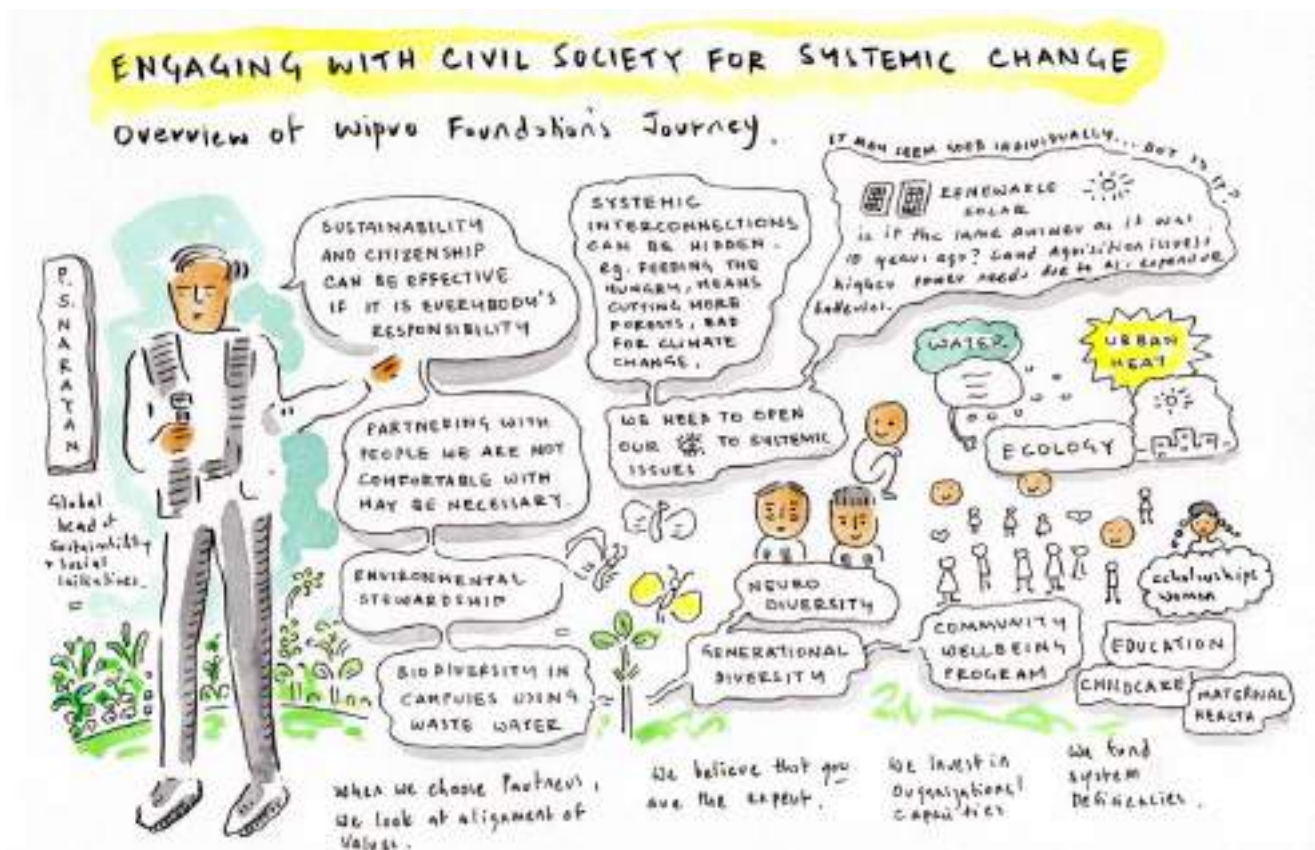 ENGAGING WITH CIVIL SOCIETY FOR SYSTEMIC CHANGE
Overview of Wipro Foundation's Journey.
P.S. NARAYAN
Global
head of
Sustainability
+ social
initiatives.
SUSTAINABILITY
AND CITIZENSHIP
CAN BE EFFECTIVE
IF IT IS EVERYBODY'S
RESPONSIBILITY
PARTNERING WITH
PEOPLE WE ARE NOT
COMFORTABLE WITH
MAY BE NECESSARY.
ENVIRONMENTAL
STEWARDSHIP
BIODIVERSITY IN
CAMPUSES USING
WASTE WATER
SYSTEMIC
INTERCONNECTIONS
CAN BE HIDDEN.
eg. FEEDING THE
HUNGRY, MEANS
CUTTING MORE
FORESTS, BAD
FOR CLIMATE
CHANGE.
WE NEED TO OPEN
OUR TO SYSTEMIC
ISSUES
IT MAY SEEM GOOD INDIVIDUALLY... BUT IS IT?
RENEWABLE
SOLAR
is it the same answer as it was
10 years ago? Land aquisition issues
higher power needs due to AI, expensive
WATER
URBAN
HEAT
ECOLOGY
NEURO
DIVERSITY
GENERATIONAL
DIVERSITY
COMMUNITY
WELLBEING
PROGRAM
scholarships
women
EDUCATION
CHILDCARE
MATERNAL
HEALTH
When we choose Partners,
We look at alignment of
Values.
We believe that you
are the expert.
We Invest in
Organizational
Capacities
We fund
system
Deficiencies.